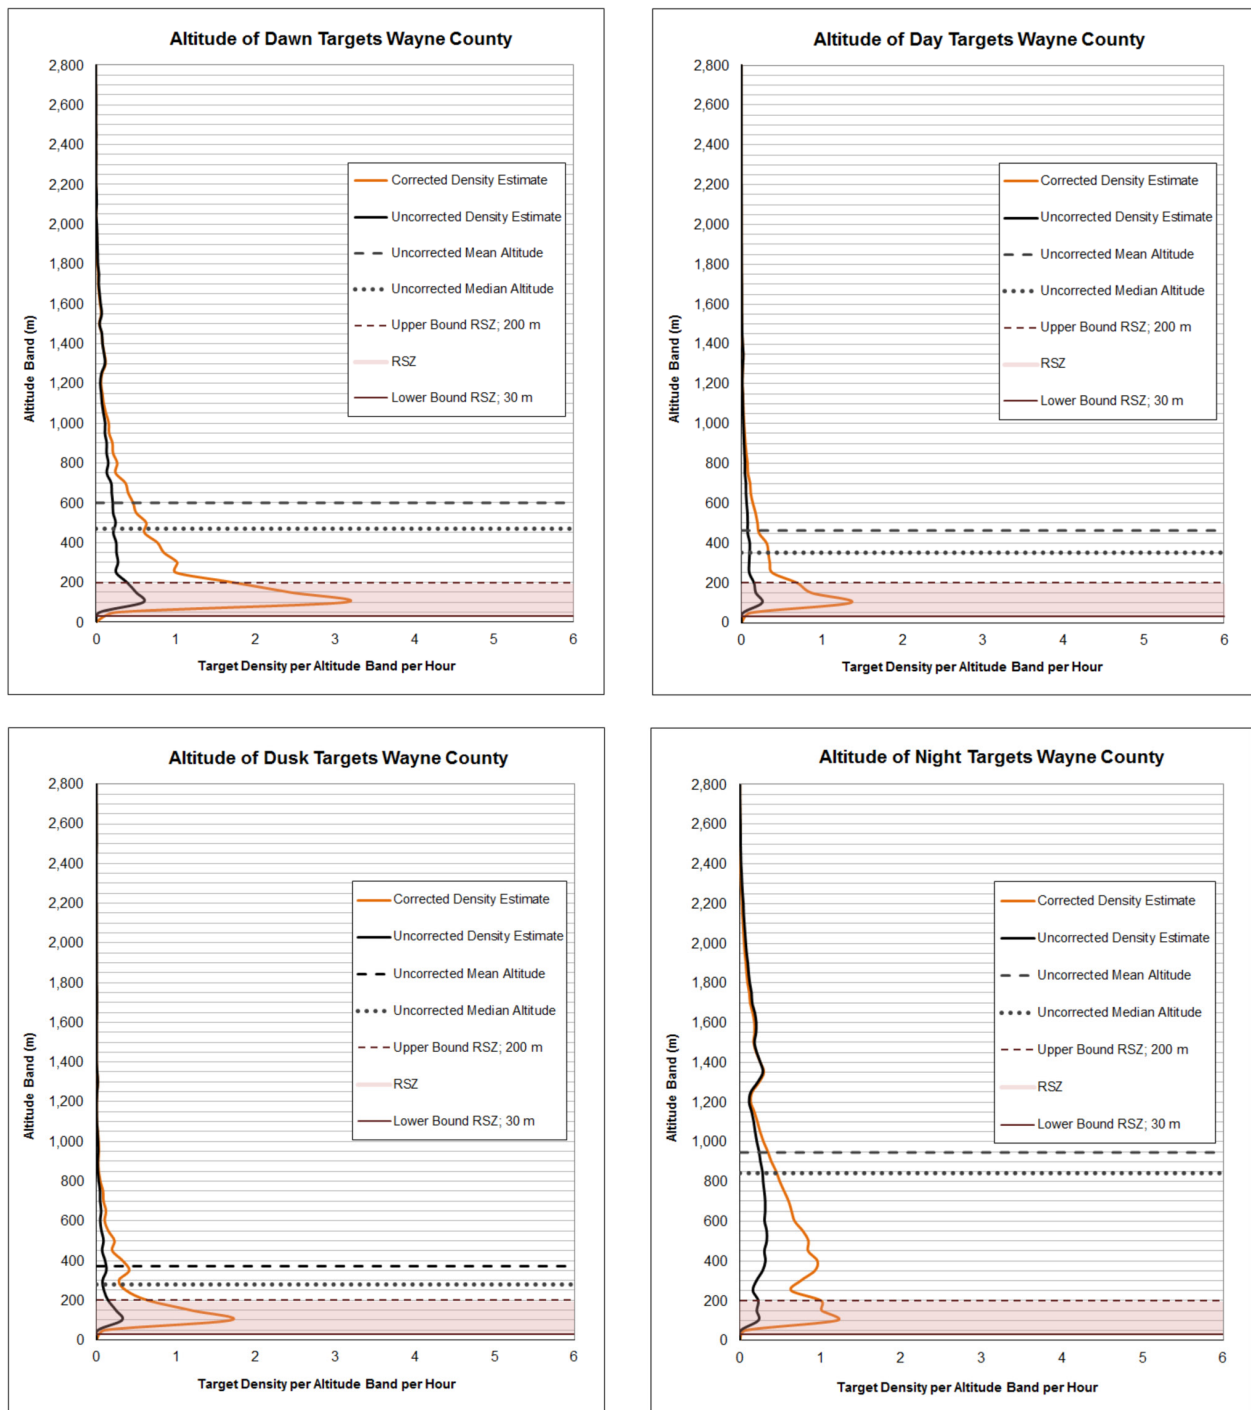 Altitude of Dawn Targets Wayne County
2,800
2,600
2,400
2,200
2,000
1,800
1,600
1,400
1,200
1,000
800
600
400
200
0
Altitude Band (m)
Corrected Density Estimate
Uncorrected Density Estimate
Uncorrected Mean Altitude
Uncorrected Median Altitude
Upper Bound RSZ; 200 m
RSZ
Lower Bound RSZ; 30 m
0 1 2 3 4 5 6
Target Density per Altitude Band per Hour
Altitude of Day Targets Wayne County
2,800
2,600
2,400
2,200
2,000
1,800
1,600
1,400
1,200
1,000
800
600
400
200
0
Altitude Band (m)
Corrected Density Estimate
Uncorrected Density Estimate
Uncorrected Mean Altitude
Uncorrected Median Altitude
Upper Bound RSZ; 200 m
RSZ
Lower Bound RSZ; 30 m
0 1 2 3 4 5 6
Target Density per Altitude Band per Hour
Altitude of Dusk Targets Wayne County
2,800
2,600
2,400
2,200
2,000
1,800
1,600
1,400
1,200
1,000
800
600
400
200
0
Altitude Band (m)
Corrected Density Estimate
Uncorrected Density Estimate
Uncorrected Mean Altitude
Uncorrected Median Altitude
Upper Bound RSZ; 200 m
RSZ
Lower Bound RSZ; 30 m
0 1 2 3 4 5 6
Target Density per Altitude Band per Hour
Altitude of Night Targets Wayne County
2,800
2,600
2,400
2,200
2,000
1,800
1,600
1,400
1,200
1,000
800
600
400
200
0
Altitude Band (m)
Corrected Density Estimate
Uncorrected Density Estimate
Uncorrected Mean Altitude
Uncorrected Median Altitude
Upper Bound RSZ; 200 m
RSZ
Lower Bound RSZ; 30 m
0 1 2 3 4 5 6
Target Density per Altitude Band per Hour